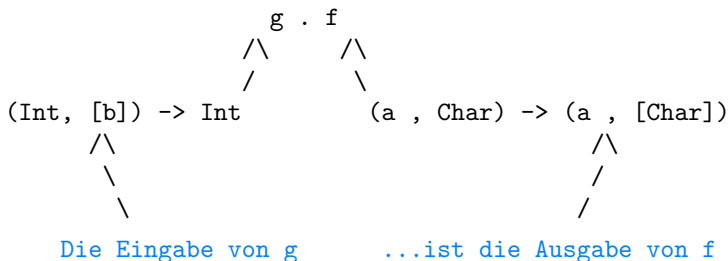 g . f
(Int, [b]) -> Int (a , Char) -> (a , [Char])
Die Eingabe von g ...ist die Ausgabe von f